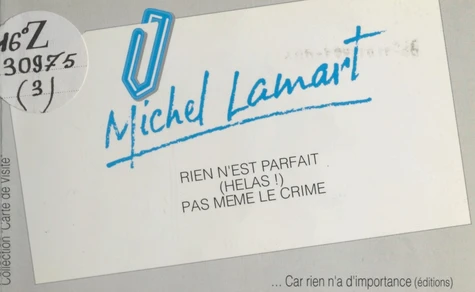 16°Z
30975
(3)
Michel Lamart
RIEN N'EST PARFAIT
(HELAS !)
PAS MEME LE CRIME
Collection "Carte de Visite"
... Car rien n'a d'importance (éditions)